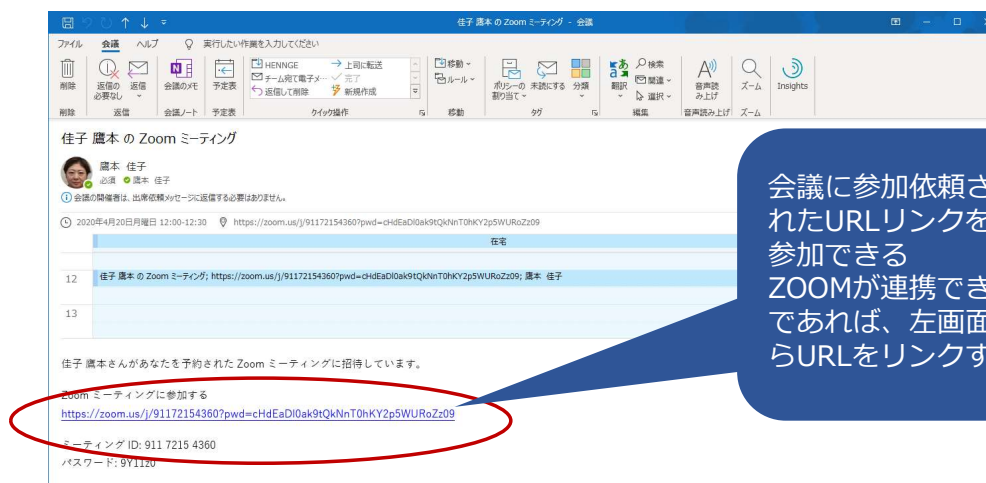 佳子 鷹本 の Zoom ミーティング - 会議
ファイル 会議 ヘルプ 実行したい作業を入力してください
HENNGE → 上司に転送 移動 検索
チーム宛て電子メ… 完了 ルール 関連
返信して削除 新規作成 選択
削除 返信の必要なし 返信 会議のメモ 予定表 ポリシーの割り当て 未読にする 分類 翻訳 音声読み上げ ズーム Insights
削除 返信 会議ノート 予定表 クイック操作 移動 タグ 編集 音声読み上げ ズーム
佳子 鷹本 の Zoom ミーティング
鷹本 佳子
必須 鷹本 佳子
会議の開催者は、出席依頼メッセージに返信する必要はありません。
2020年4月20日月曜日 12:00-12:30 https://zoom.us/j/91172154360?pwd=cHdEaDI0ak9tQkNnT0hKY2p5WURoZz09
在宅
12 佳子 鷹本 の Zoom ミーティング; https://zoom.us/j/91172154360?pwd=cHdEaDI0ak9tQkNnT0hKY2p5WURoZz09; 鷹本 佳子
13
佳子 鷹本さんがあなたを予約された Zoom ミーティングに招待しています。
Zoom ミーティングに参加する
https://zoom.us/j/91172154360?pwd=cHdEaDI0ak9tQkNnT0hKY2p5WURoZz09
ミーティング ID: 911 7215 4360
パスワード: 9Y1120
会議に参加依頼さ
れたURLリンクを
参加できる
ZOOMが連携でき
であれば、左画面
らURLをリンクす